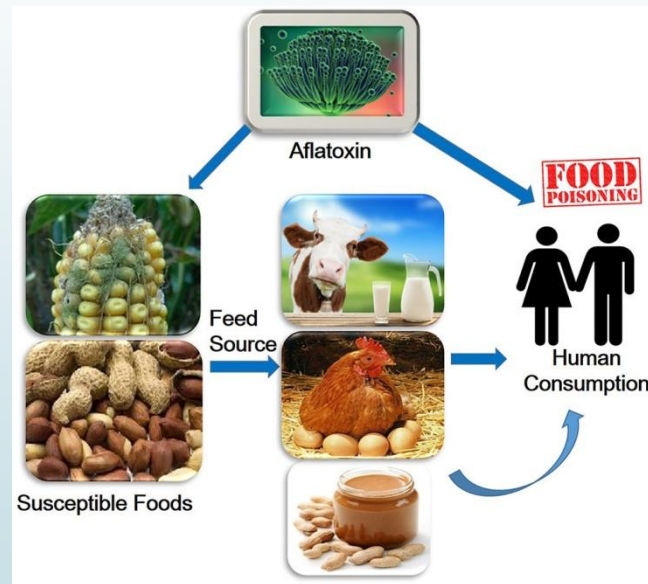 Aflatoxin
FOOD
POISONING
Feed
Source
Human
Consumption
Susceptible Foods